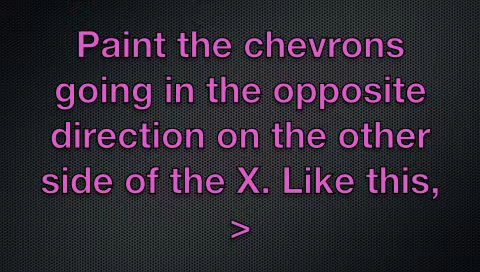 Paint the chevrons
going in the opposite
direction on the other
side of the X. Like this,
>